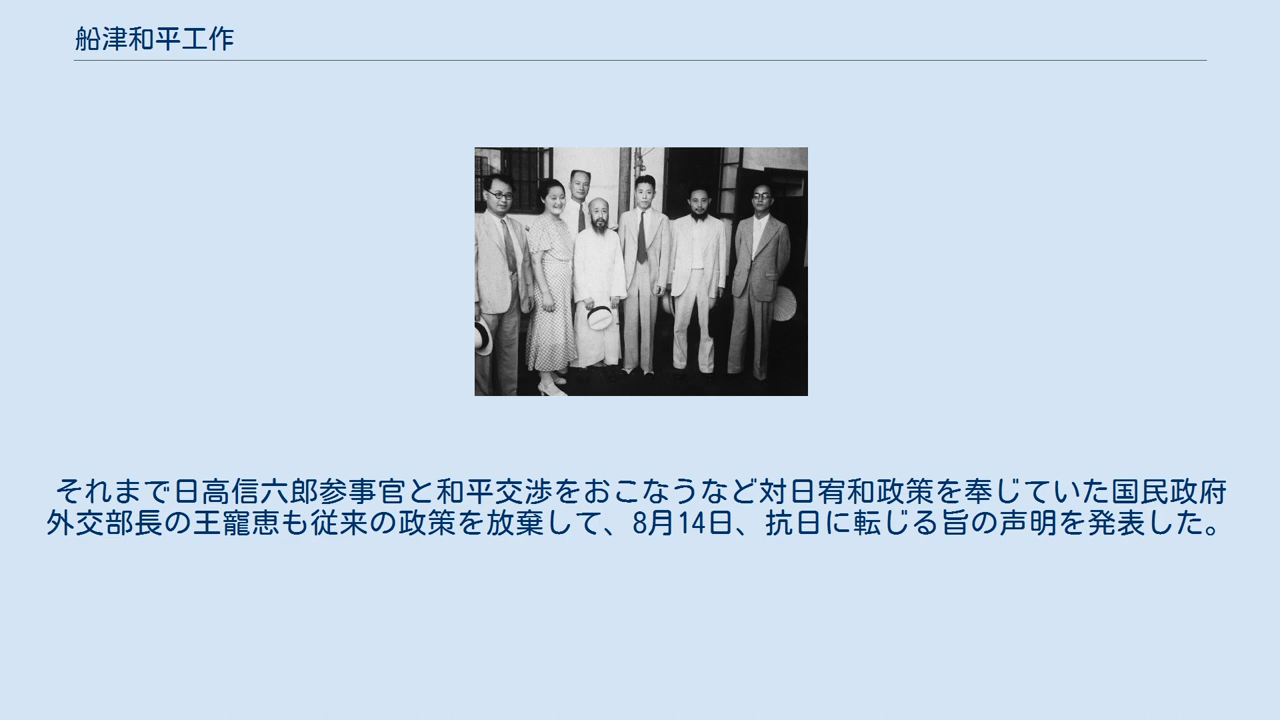 船津和平工作
それまで日高信六郎参事官と和平交渉をおこなうなど対日宥和政策を奉じていた国民政府
外交部長の王寵恵も従来の政策を放棄して、8月14日、抗日に転じる旨の声明を発表した。